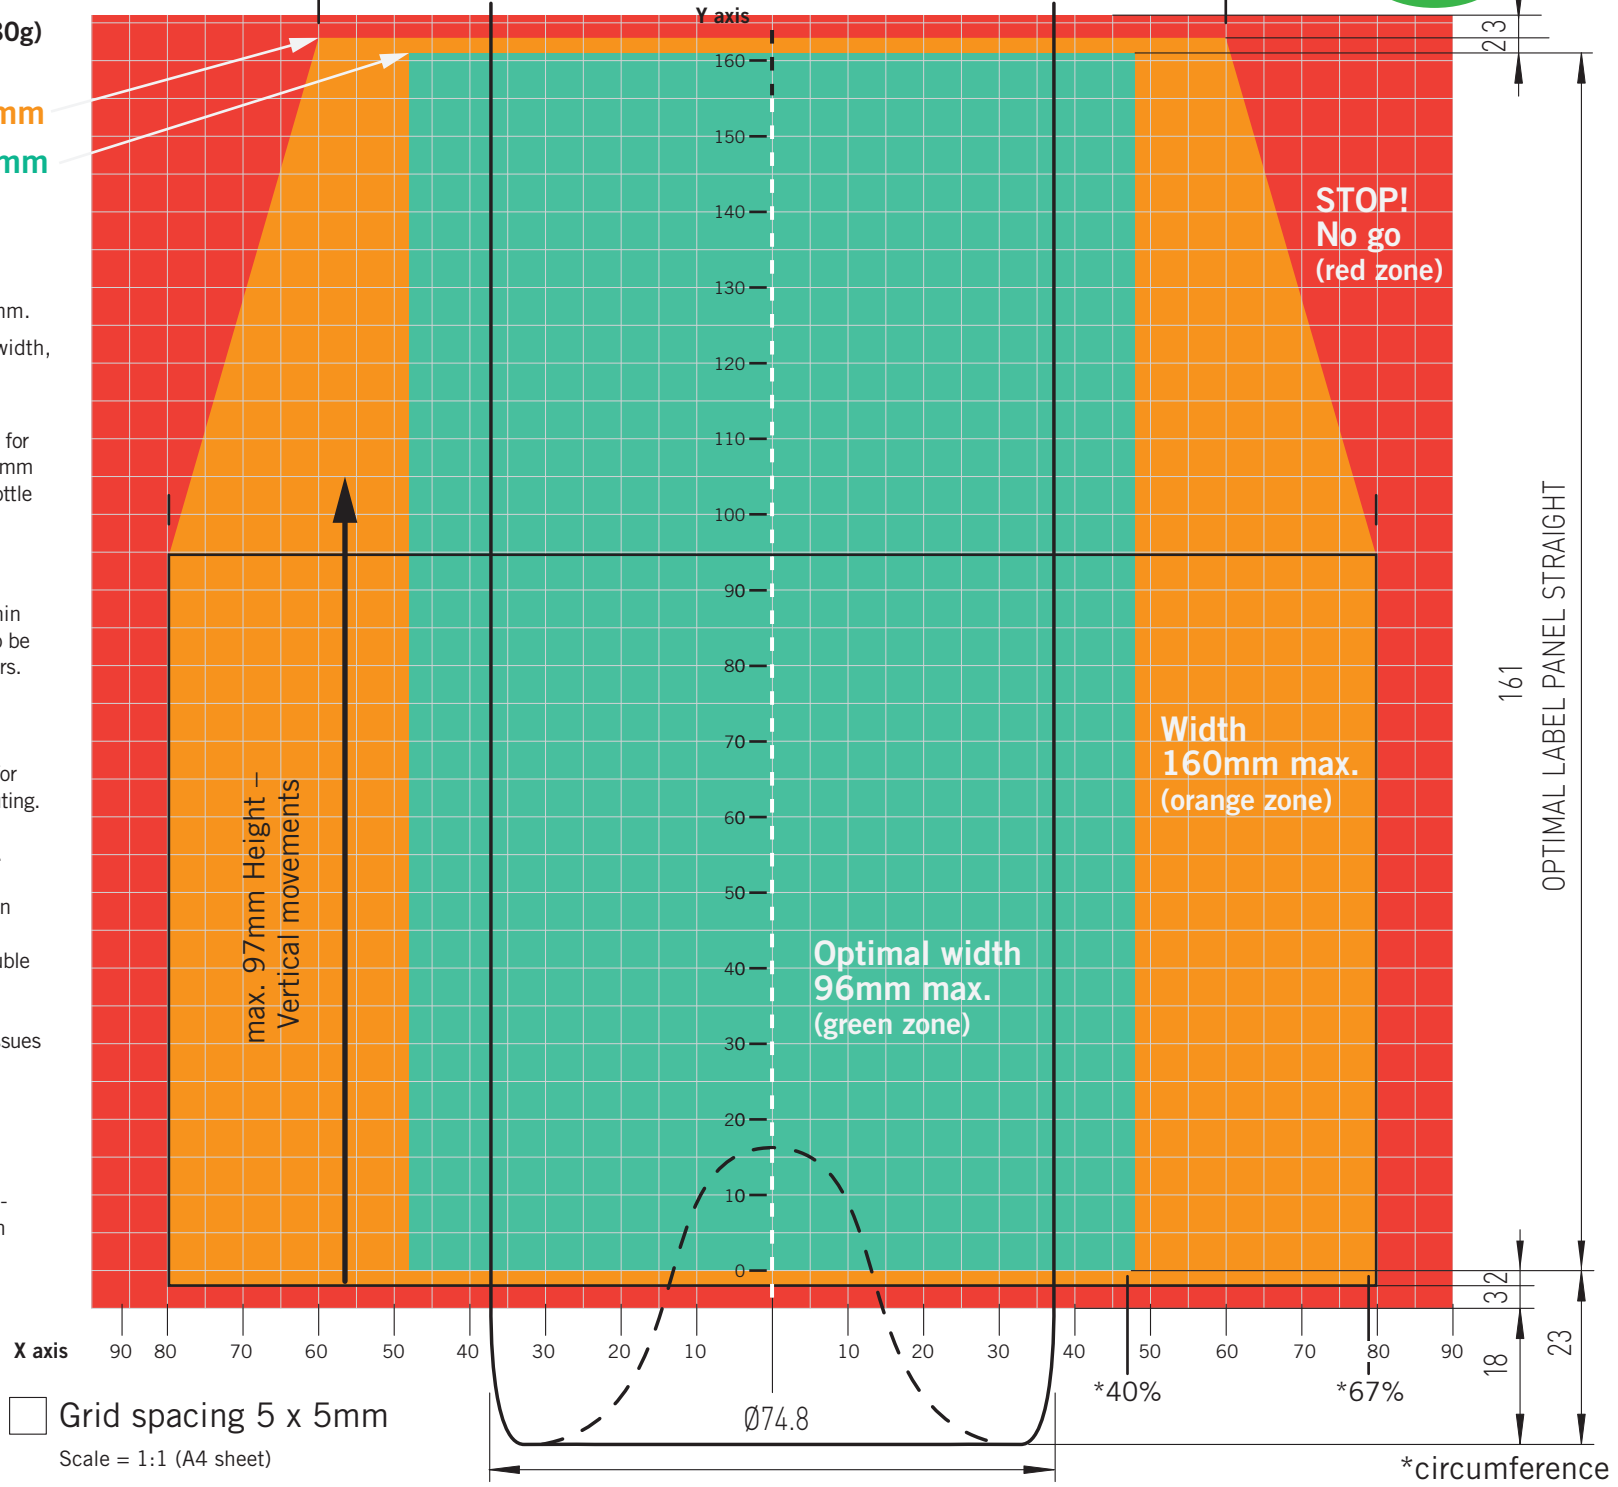 Y axis
30g)
mm
mm
mm.
width,
for
mm
ottle
nin
o be
rs.
or
ting.
n
uble
ssues
-
n
23
160
150
140
130
120
110
100
90
80
70
60
50
40
30
20
10
0
STOP!
No go
(red zone)
Width
160mm max.
(orange zone)
Optimal width
96mm max.
(green zone)
max. 97mm Height –
Vertical movements
161
OPTIMAL LABEL PANEL STRAIGHT
32
18
23
X axis 90 80 70 60 50 40 30 20 10 10 20 30 40 50 60 70 80 90
*40% *67%
Ø74.8
Grid spacing 5 x 5mm
Scale = 1:1 (A4 sheet)
*circumference